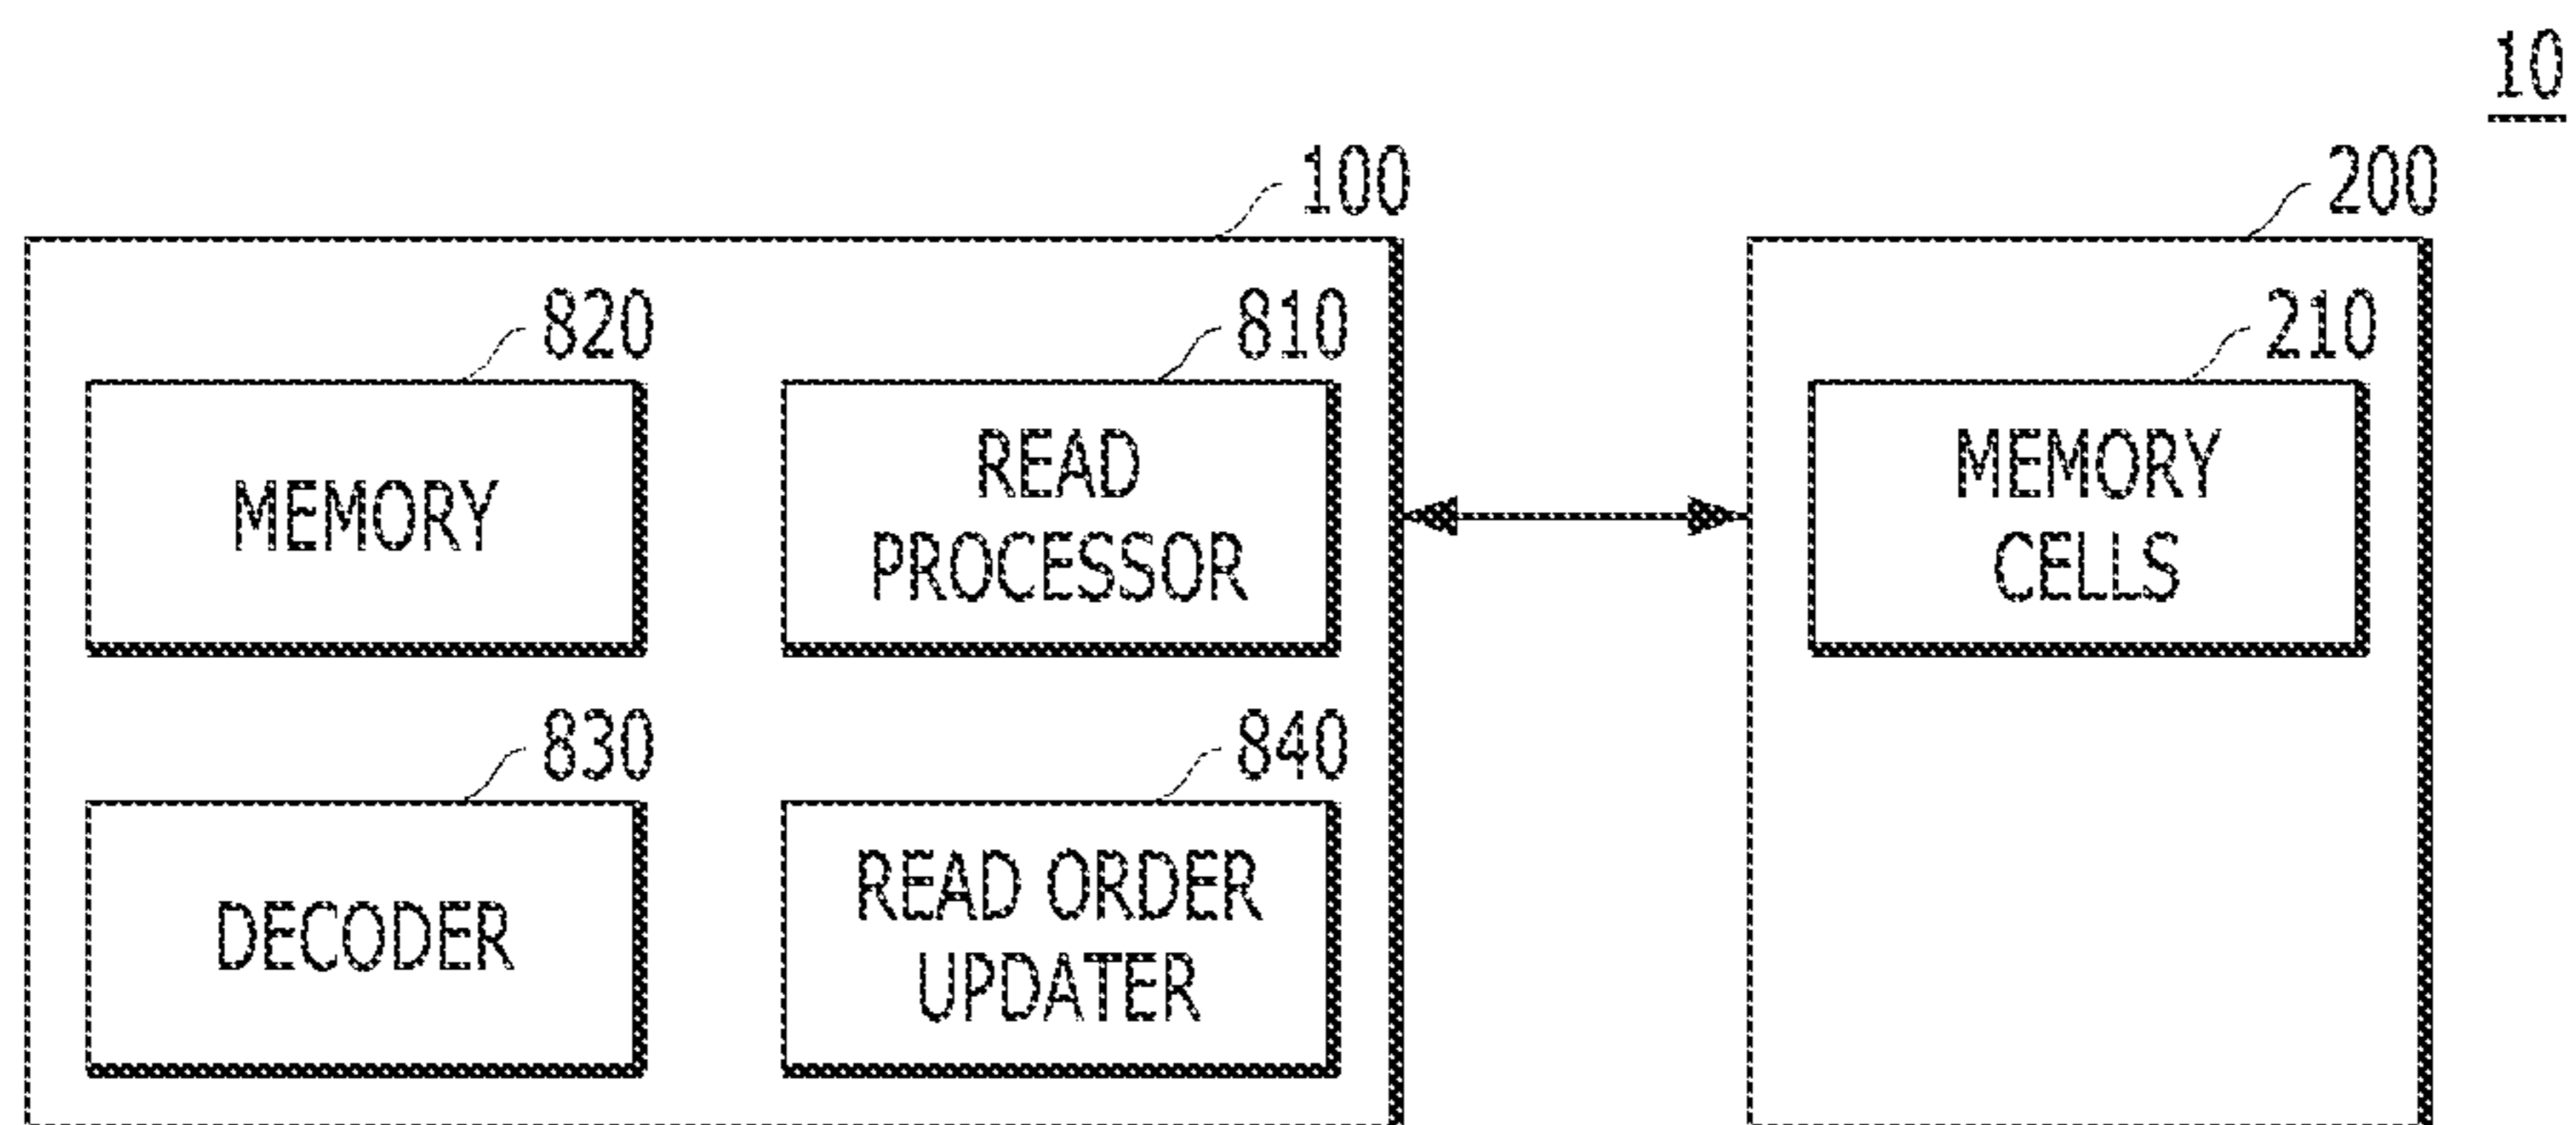 10
100
200
820
810
210
MEMORY
READ
PROCESSOR
MEMORY
CELLS
830
840
DECODER
READ ORDER
UPDATER